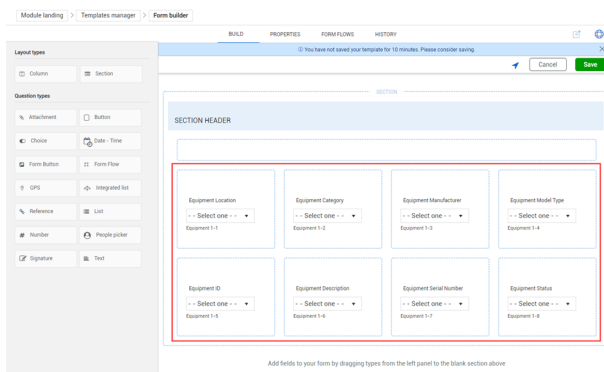 Module landing > Templates manager > Form builder
BUILD PROPERTIES FORM FLOWS HISTORY
You have not saved your template for 10 minutes. Please consider saving.
Cancel Save
Layout types
Column Section
Question types
Attachment Button
Choice Date - Time
Form Button Form Flow
GPS Integrated list
Reference List
Number People picker
Signature Text
SECTION
SECTION HEADER
Equipment Location Equipment Category Equipment Manufacturer Equipment Model Type
- - Select one - - - - Select one - - - - Select one - - - - Select one - -
Equipment 1-1 Equipment 1-2 Equipment 1-3 Equipment 1-4
Equipment ID Equipment Description Equipment Serial Number Equipment Status
- - Select one - - - - Select one - - - - Select one - - - - Select one - -
Equipment 1-5 Equipment 1-6 Equipment 1-7 Equipment 1-8
Add fields to your form by dragging types from the left panel to the blank section above